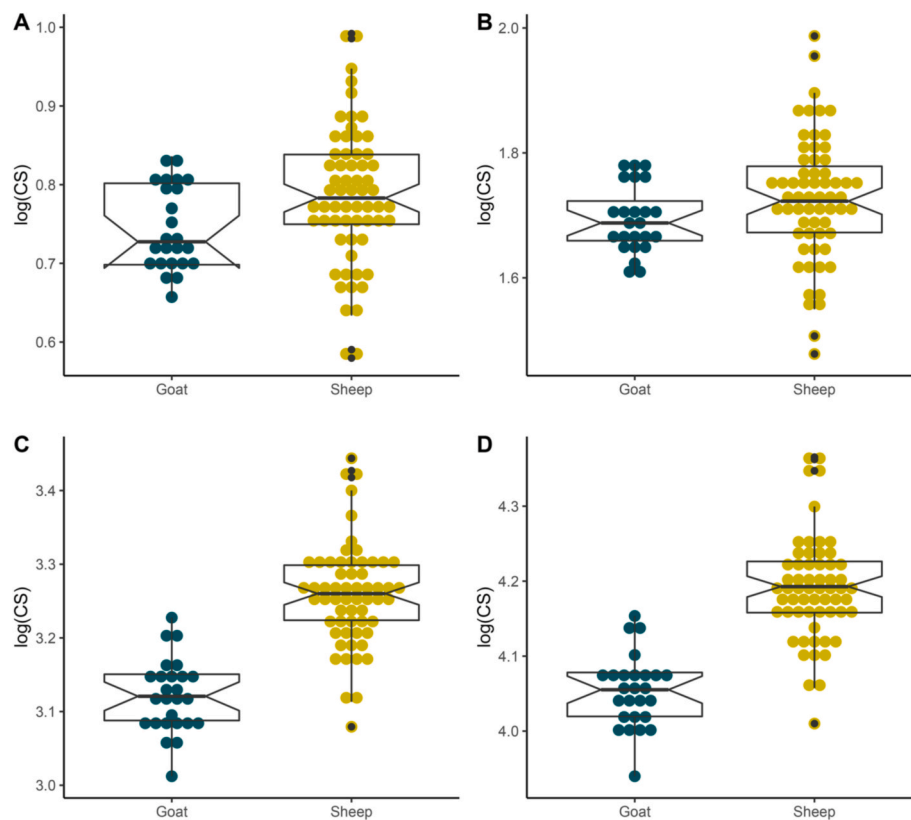 A
1.0
0.9
0.8
0.7
0.6
log(CS)
Goat Sheep
B
2.0
1.8
1.6
log(CS)
Goat Sheep
C
3.4
3.3
3.2
3.1
3.0
log(CS)
Goat Sheep
D
4.3
4.2
4.1
4.0
log(CS)
Goat Sheep